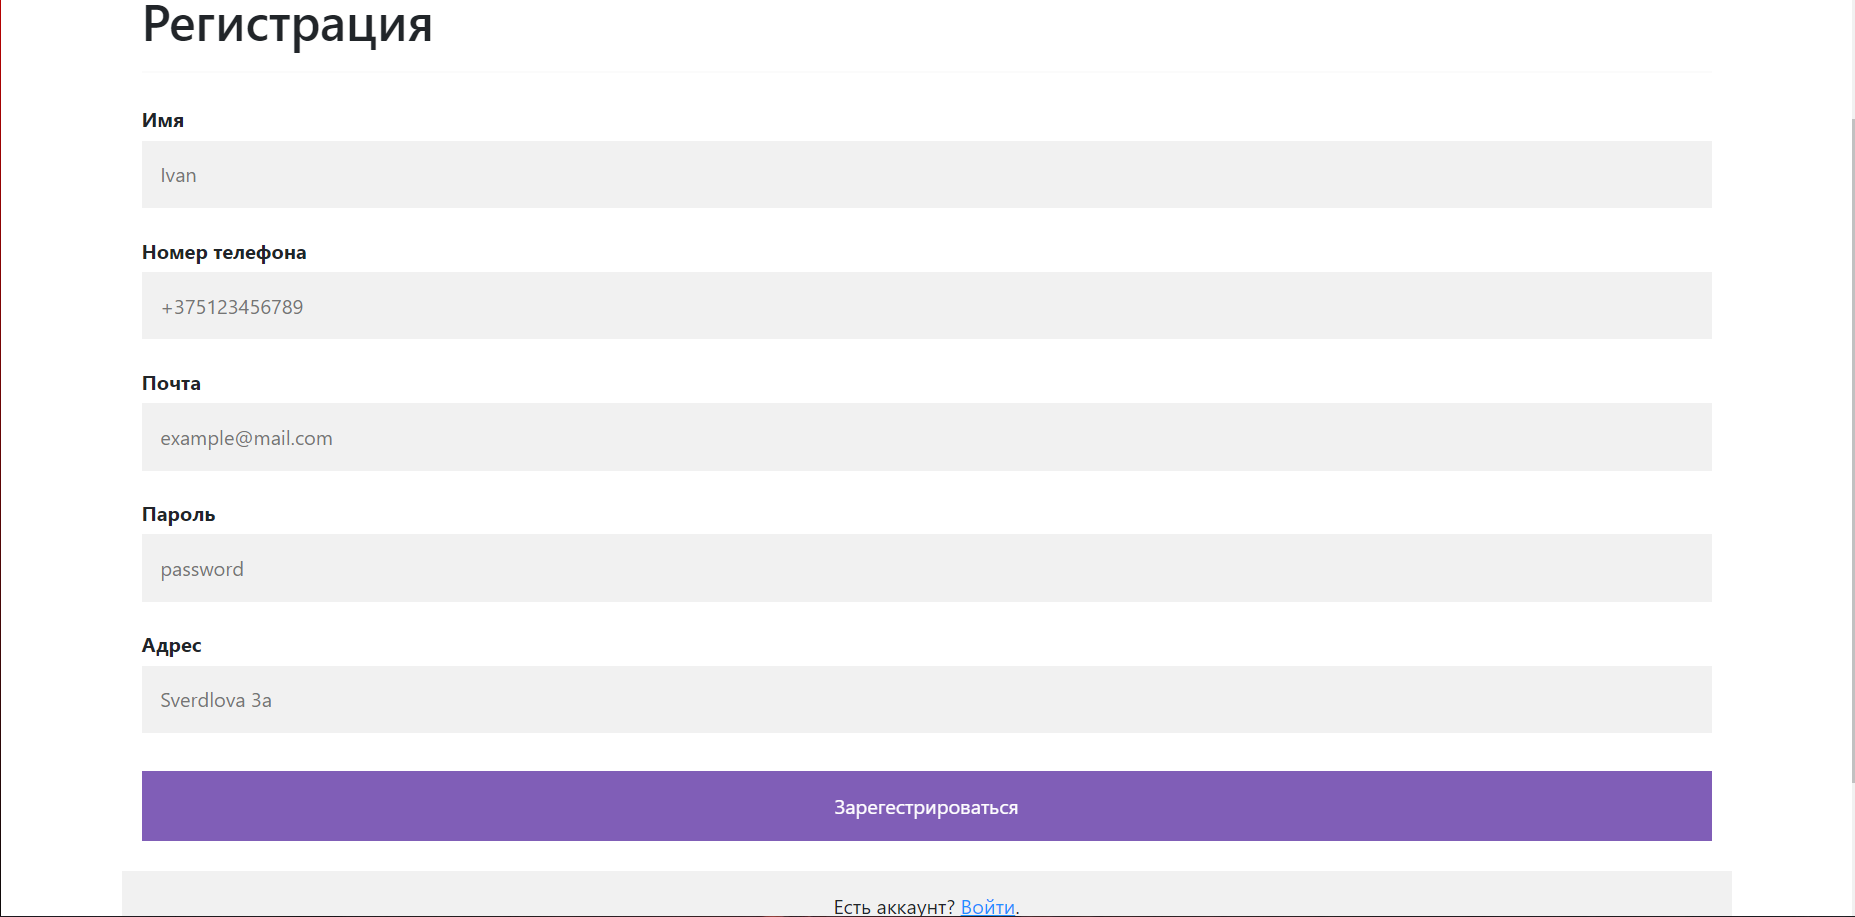 Регистрация
Имя
Ivan
Номер телефона
+375123456789
Почта
example@mail.com
Пароль
password
Адрес
Sverdlova 3a
Зарегестрироваться
Есть аккаунт? Войти.